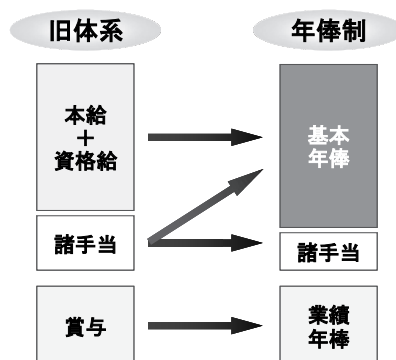 旧体系
年俸制
本給
＋
資格給
基本
年俸
諸手当
諸手当
賞与
業績
年棒